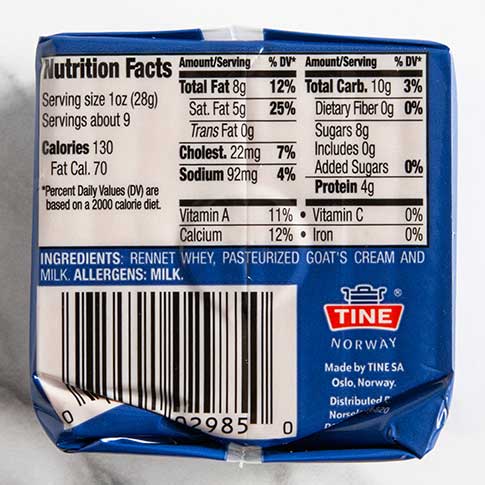 Nutrition Facts
Serving size 1oz (28g)
Servings about 9
Calories 130
Fat Cal. 70
*Percent Daily Values (DV) are
based on a 2000 calorie diet.
Amount/Serving % DV*
Total Fat 8g 12%
Sat. Fat 5g 25%
Trans Fat 0g
Cholest. 22mg 7%
Sodium 92mg 4%
Amount/Serving % DV*
Total Carb. 10g 3%
Dietary Fiber 0g 0%
Sugars 8g
Includes 0g
Added Sugars 0%
Protein 4g
Vitamin A 11% • Vitamin C 0%
Calcium 12% • Iron 0%
INGREDIENTS: RENNET WHEY, PASTEURIZED GOAT'S CREAM AND
MILK. ALLERGENS: MILK.
0 02985 0
®
TINE
NORWAY
Made by TINE SA
Oslo, Norway.
Distributed